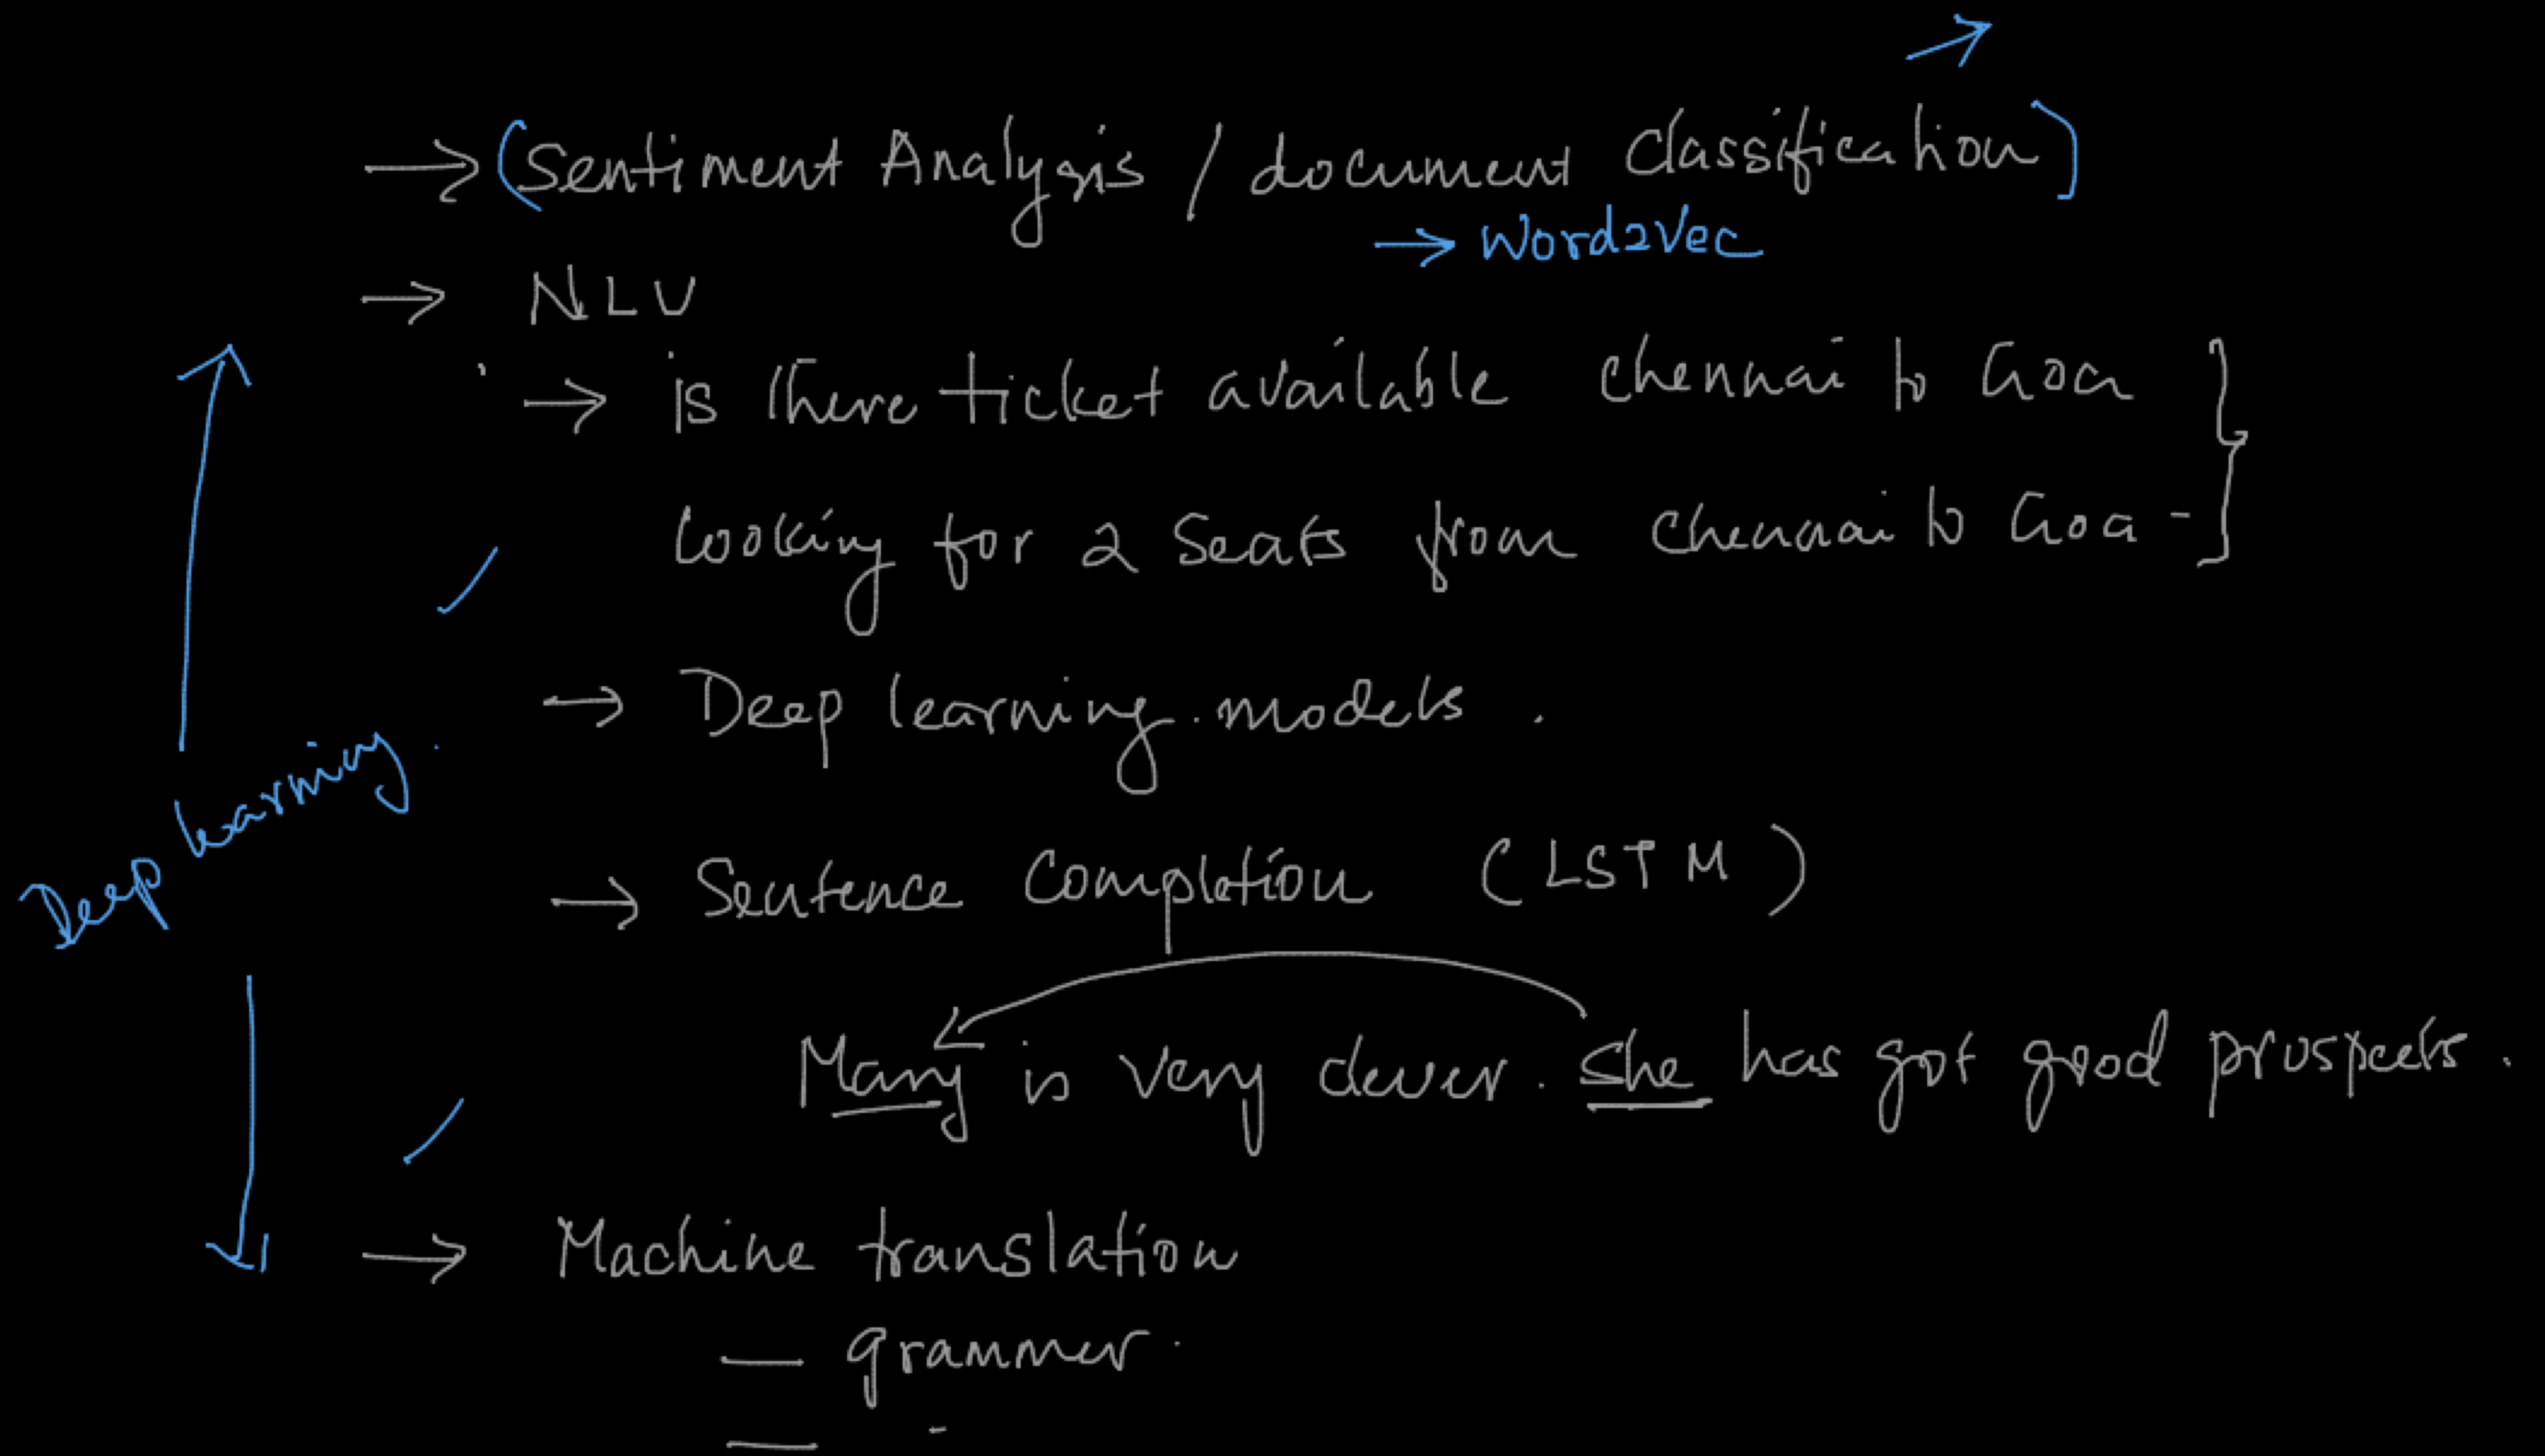 → (Sentiment Analysis / document classification)
→ Word2Vec
→ NLU
→ is there ticket available chennai to Goa
looking for 2 seats from chennai to Goa -
→ Deep learning models.
Deep learning.
→ Sentence Completion (LSTM)
Mary is very clever. She has got good prospects.
→ Machine translation
— grammer.
—